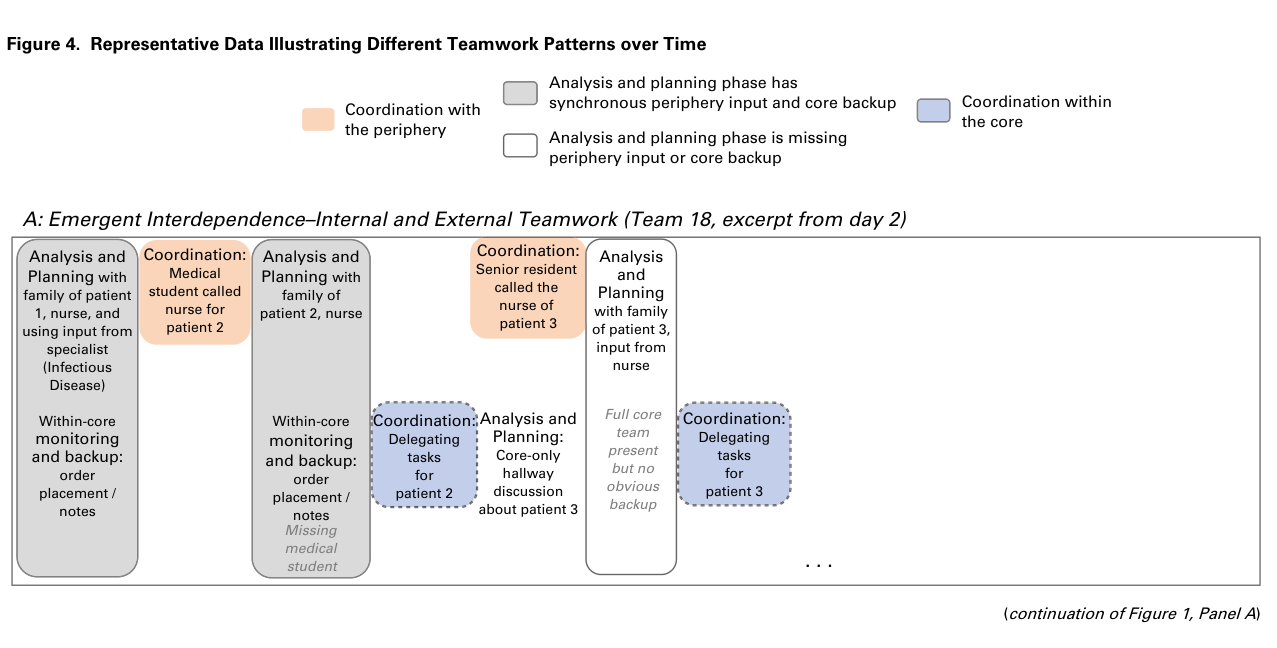 Figure 4. Representative Data Illustrating Different Teamwork Patterns over Time
Coordination with
the periphery
Analysis and planning phase has
synchronous periphery input and core backup
Analysis and planning phase is missing
periphery input or core backup
Coordination within
the core
A: Emergent Interdependence–Internal and External Teamwork (Team 18, excerpt from day 2)
Analysis and
Planning with
family of patient
1, nurse, and
using input from
specialist
(Infectious
Disease)
Within-core
monitoring
and backup:
order
placement /
notes
Coordination:
Medical
student called
nurse for
patient 2
Analysis and
Planning with
family of
patient 2, nurse
Within-core
monitoring
and backup:
order
placement /
notes
Missing
medical
student
Coordination:
Delegating
tasks
for
patient 2
Coordination:
Senior resident
called the
nurse of
patient 3
Analysis and
Planning:
Core-only
hallway
discussion
about patient 3
Analysis
and
Planning
with family
of patient 3,
input from
nurse
Full core
team
present
but no
obvious
backup
Coordination:
Delegating
tasks
for
patient 3
. . .
(continuation of Figure 1, Panel A)